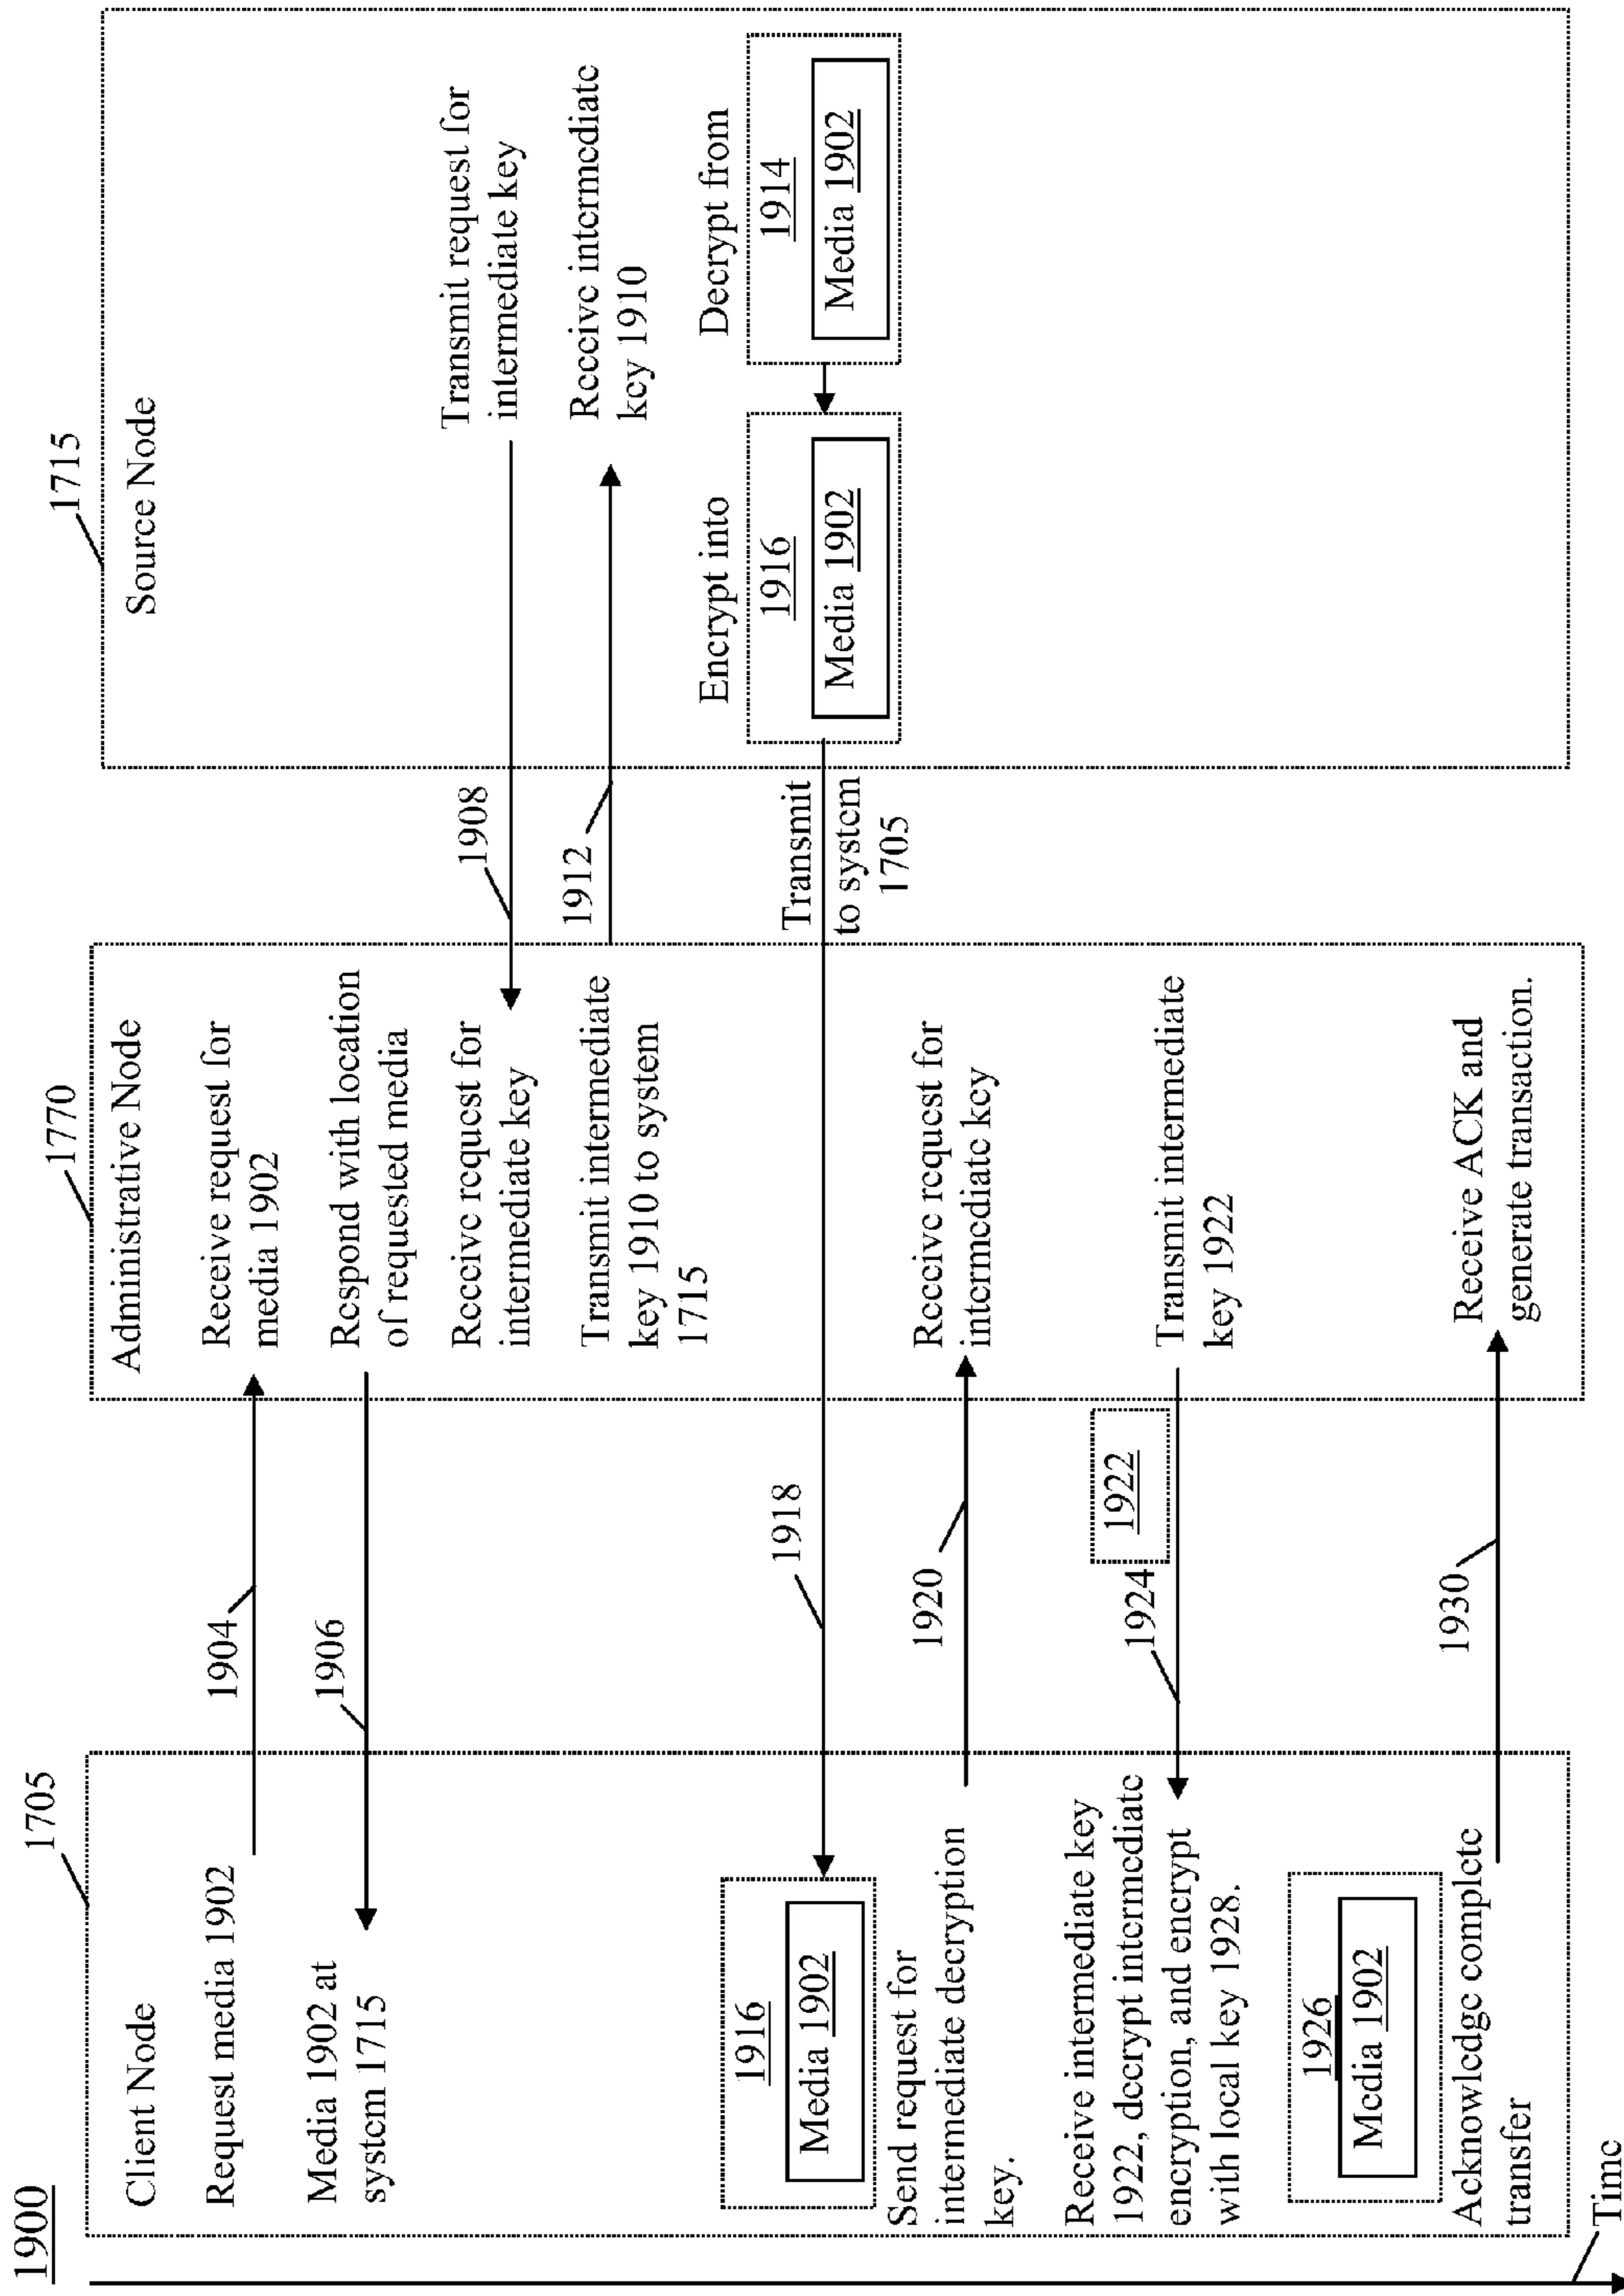 1900
1705
Client Node
Request media 1902
Media 1902 at
system 1715
1916
Media 1902
Send request for
intermediate decryption
key.
Receive intermediate key
1922, decrypt intermediate
encryption, and encrypt
with local key 1928.
1926
Media 1902
Acknowledge complete
transfer
Time
1904
1906
1918
1920
1922
1924
1930
1770
Administrative Node
Receive request for
media 1902
Respond with location
of requested media
Receive request for
intermediate key
Transmit intermediate
key 1910 to system
1715
Receive request for
intermediate key
Transmit intermediate
key 1922
Receive ACK and
generate transaction.
1908
1912
Transmit
to system
1705
1715
Source Node
Transmit request for
intermediate key
Receive intermediate
key 1910
Encrypt into
1916
Media 1902
Decrypt from
1914
Media 1902